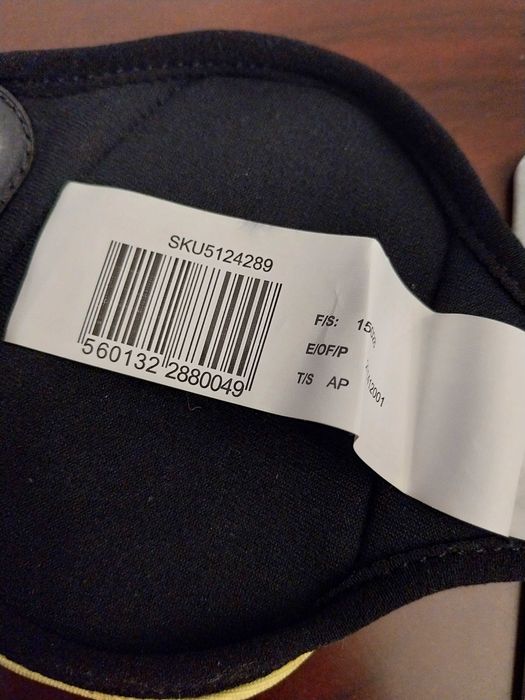 SKU5124289
560132 2880049
F/S:
E/OF/P
T/S AP